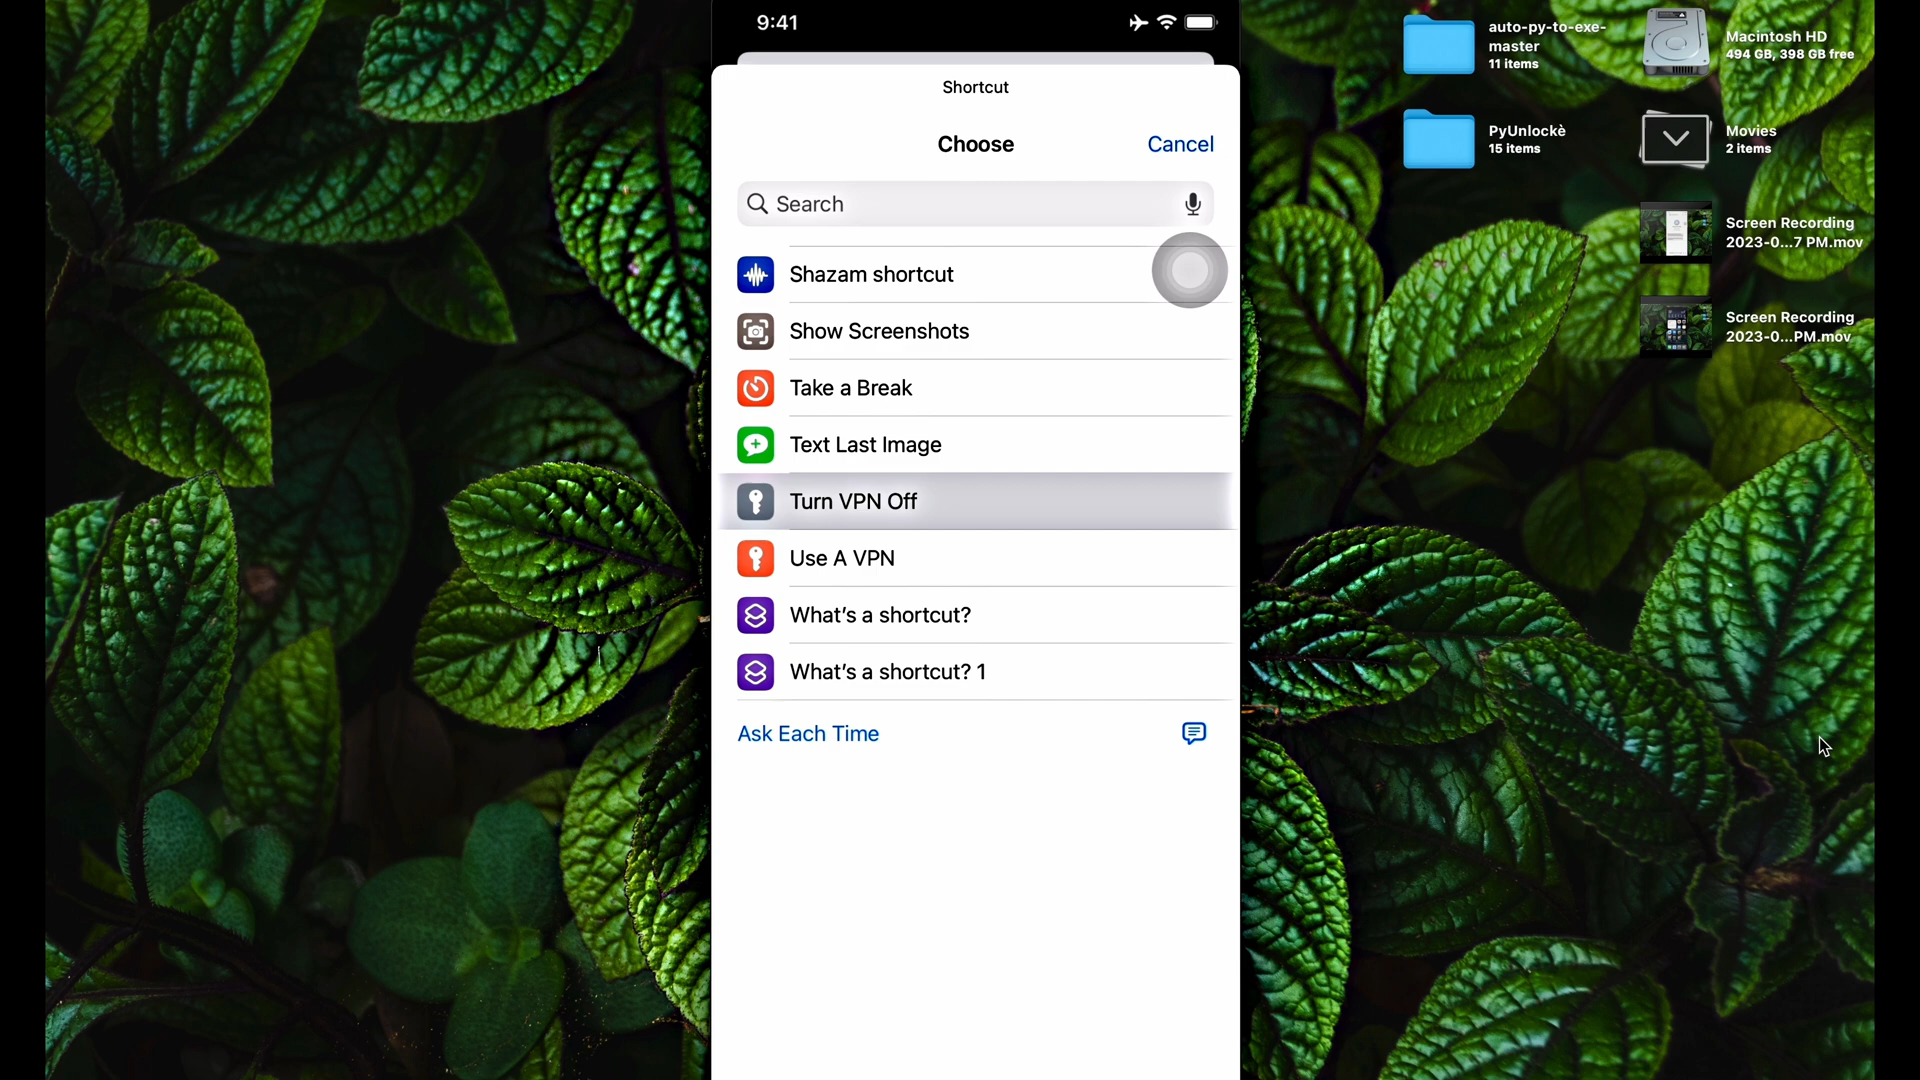 9:41
Shortcut
Choose
Cancel
Search
Shazam shortcut
Show Screenshots
Take a Break
Text Last Image
Turn VPN Off
Use A VPN
What's a shortcut?
What's a shortcut? 1
Ask Each Time
auto-py-to-exe-
master
11 items
Macintosh HD
494 GB, 398 GB free
PyUnlockè
15 items
Movies
2 items
Screen Recording
2023-0...7 PM.mov
Screen Recording
2023-0...PM.mov